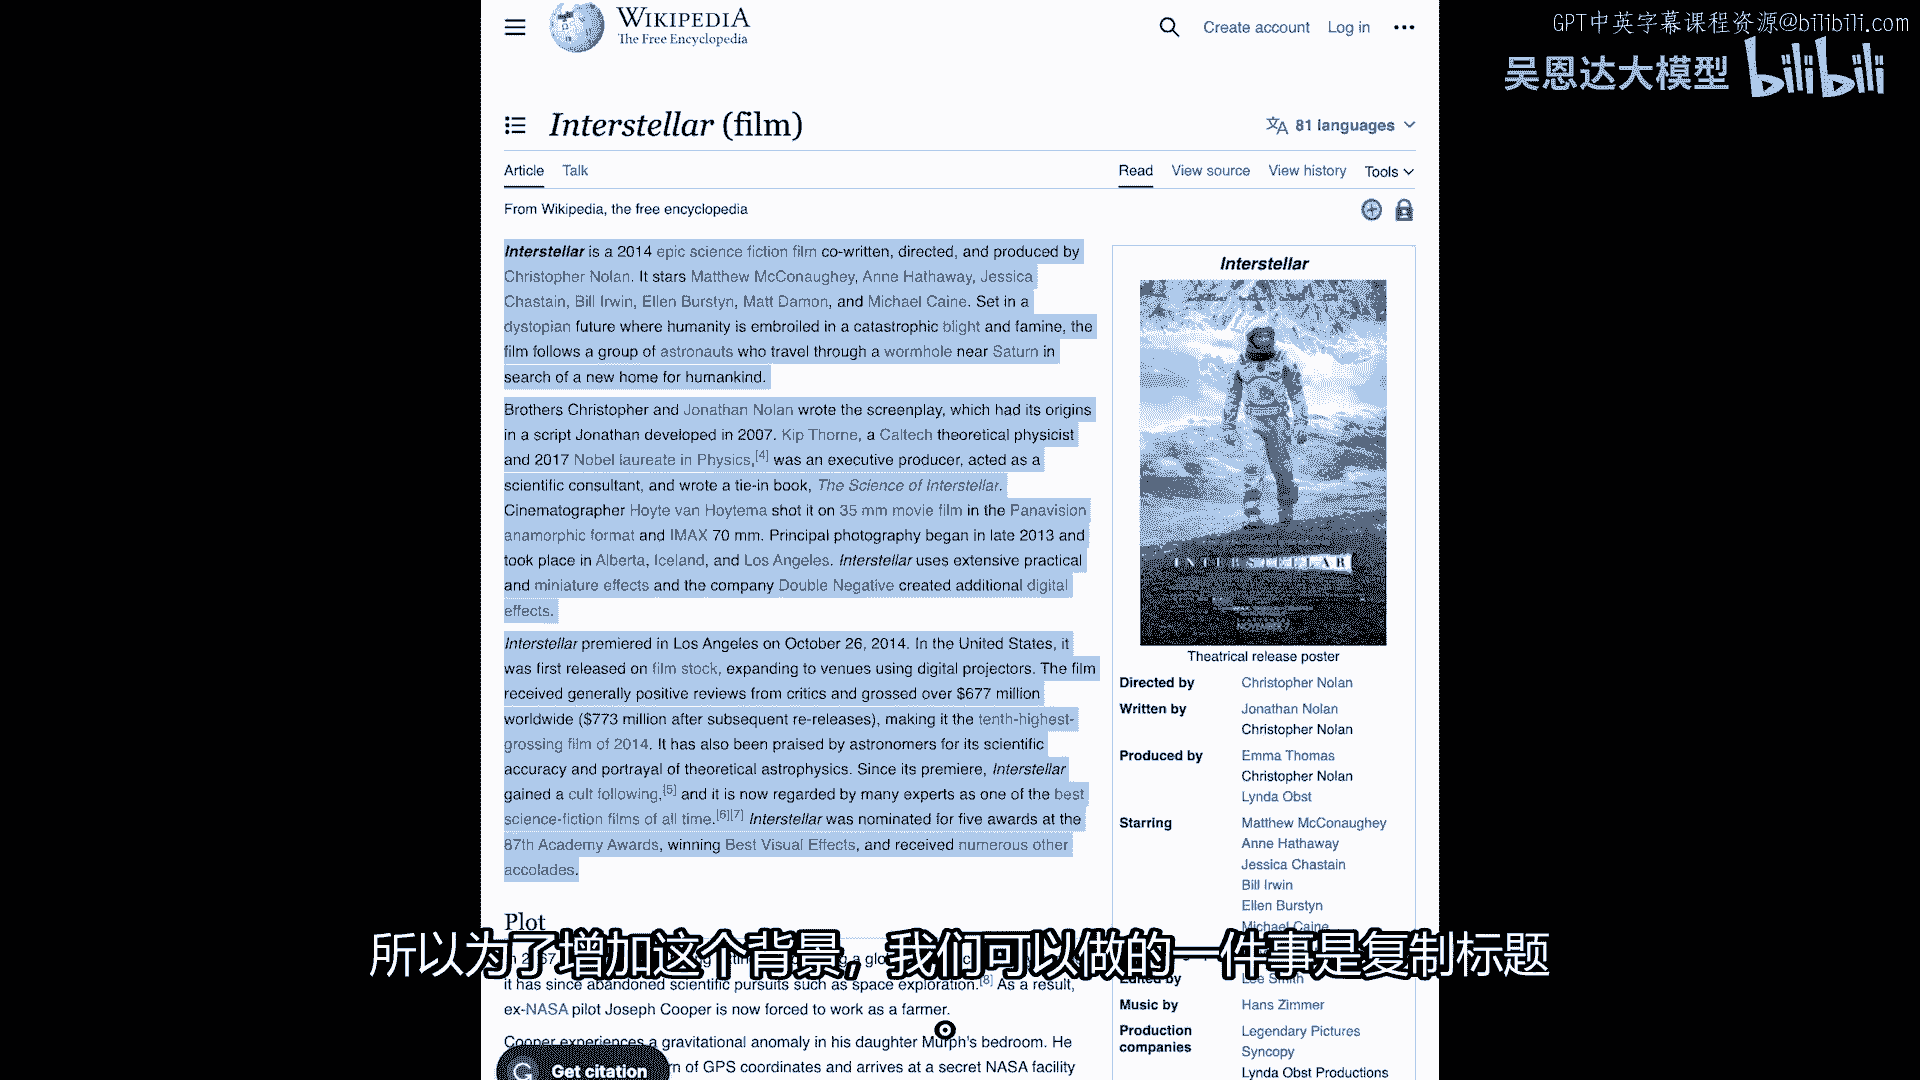 GPT中英字幕课程资源@bilibili.com
吴恩达大模型 bilibili
WIKIPEDIA
The Free Encyclopedia
Create account
Log in
Interstellar (film)
81 languages
Article
Talk
Read
View source
View history
Tools
From Wikipedia, the free encyclopedia
Interstellar is a 2014 epic science fiction film co-written, directed, and produced by
Christopher Nolan. It stars Matthew McConaughey, Anne Hathaway, Jessica
Chastain, Bill Irwin, Ellen Burstyn, Matt Damon, and Michael Caine. Set in a
dystopian future where humanity is embroiled in a catastrophic blight and famine, the
film follows a group of astronauts who travel through a wormhole near Saturn in
search of a new home for humankind.
Brothers Christopher and Jonathan Nolan wrote the screenplay, which had its origins
in a script Jonathan developed in 2007. Kip Thorne, a Caltech theoretical physicist
and 2017 Nobel laureate in Physics,[4] was an executive producer, acted as a
scientific consultant, and wrote a tie-in book, The Science of Interstellar.
Cinematographer Hoyte van Hoytema shot it on 35 mm movie film in the Panavision
anamorphic format and IMAX 70 mm. Principal photography began in late 2013 and
took place in Alberta, Iceland, and Los Angeles. Interstellar uses extensive practical
and miniature effects and the company Double Negative created additional digital
effects.
Interstellar premiered in Los Angeles on October 26, 2014. In the United States, it
was first released on film stock, expanding to venues using digital projectors. The film
received generally positive reviews from critics and grossed over $677 million
worldwide ($773 million after subsequent re-releases), making it the tenth-highest-
grossing film of 2014. It has also been praised by astronomers for its scientific
accuracy and portrayal of theoretical astrophysics. Since its premiere, Interstellar
gained a cult following,[5] and it is now regarded by many experts as one of the best
science-fiction films of all time.[6][7] Interstellar was nominated for five awards at the
87th Academy Awards, winning Best Visual Effects, and received numerous other
accolades.
Interstellar
INTERSTELLAR
Theatrical release poster
Directed by Christopher Nolan
Written by Jonathan Nolan
Christopher Nolan
Produced by Emma Thomas
Christopher Nolan
Lynda Obst
Starring Matthew McConaughey
Anne Hathaway
Jessica Chastain
Bill Irwin
Ellen Burstyn
Michael Caine
Edited by Lee Smith
Music by Hans Zimmer
Production companies Legendary Pictures
Syncopy
Lynda Obst Productions
Plot
所以为了增加这个背景，我们可以做的一件事是复制标题
it has since abandoned scientific pursuits such as space exploration.[8] As a result,
ex-NASA pilot Joseph Cooper is now forced to work as a farmer.
Cooper experiences a gravitational anomaly in his daughter Murph's bedroom. He
of GPS coordinates and arrives at a secret NASA facility
Get citation